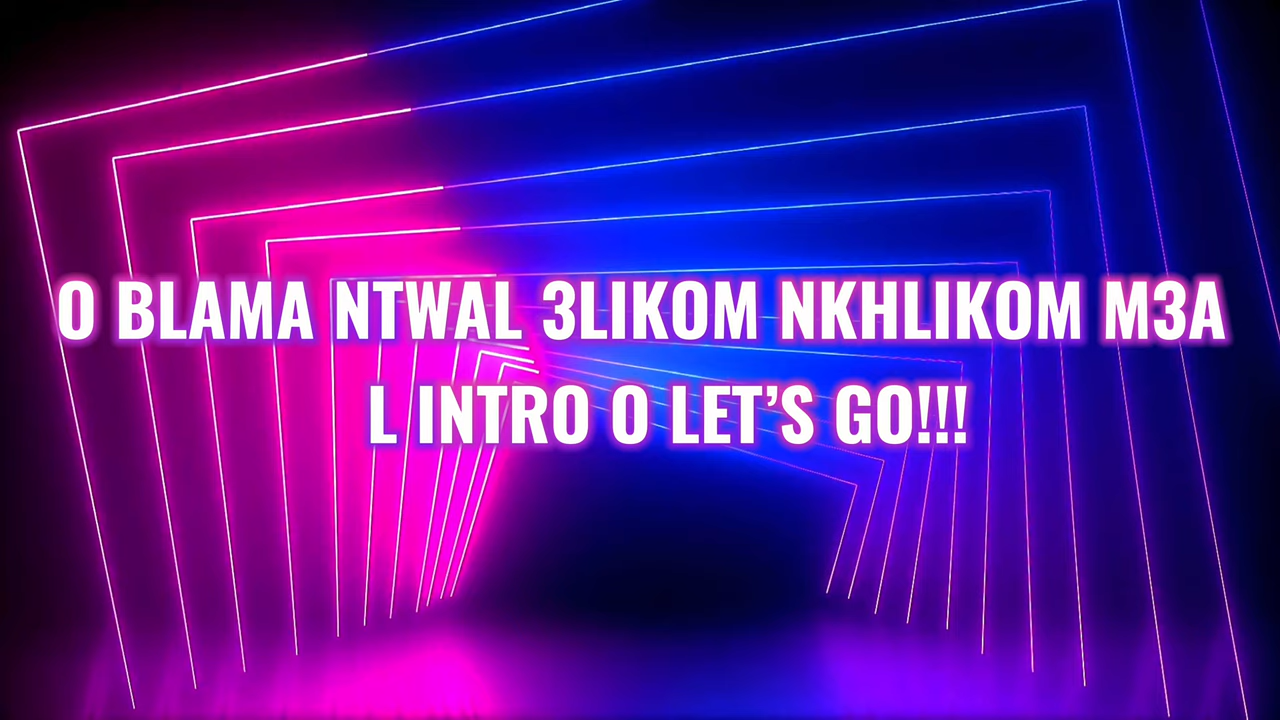 O BLAMA NTWAL 3LIKOM NKHLIKOM M3A
L INTRO O LET’S GO!!!